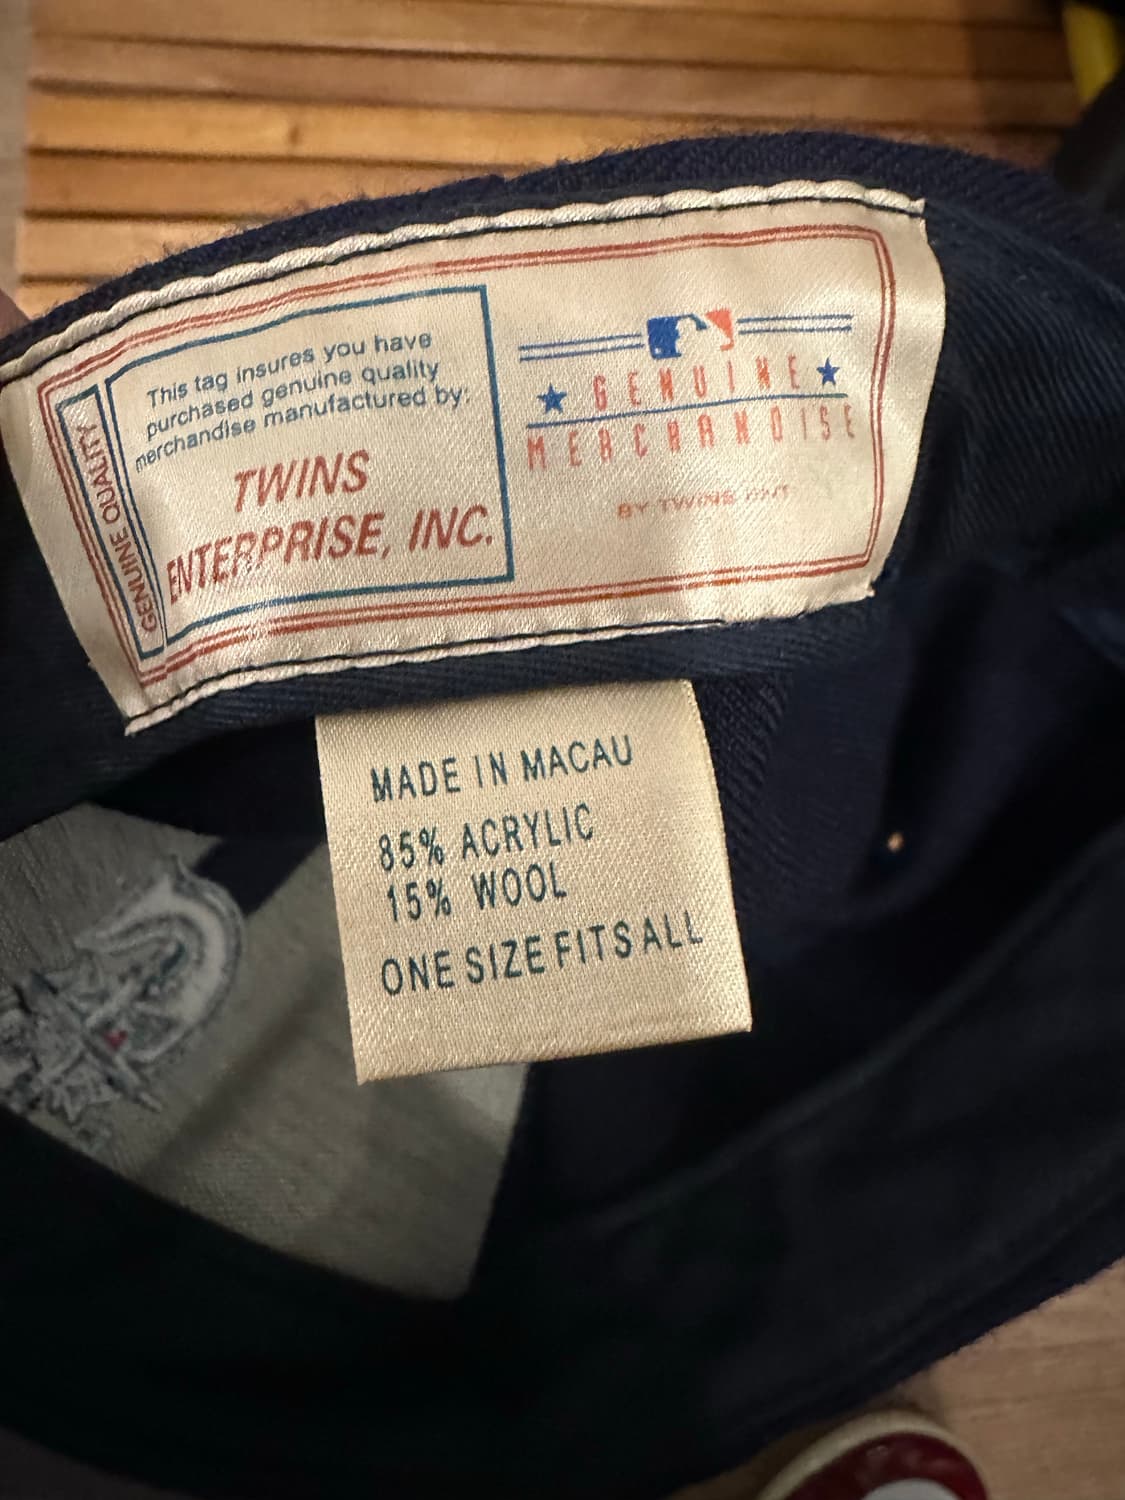 GENUINE QUALITY
This tag insures you have
purchased genuine quality
merchandise manufactured by:
TWINS
ENTERPRISE, INC.
GENUINE
MERCHANDISE
BY TWINS ENT
MADE IN MACAU
85% ACRYLIC
15% WOOL
ONE SIZE FITS ALL